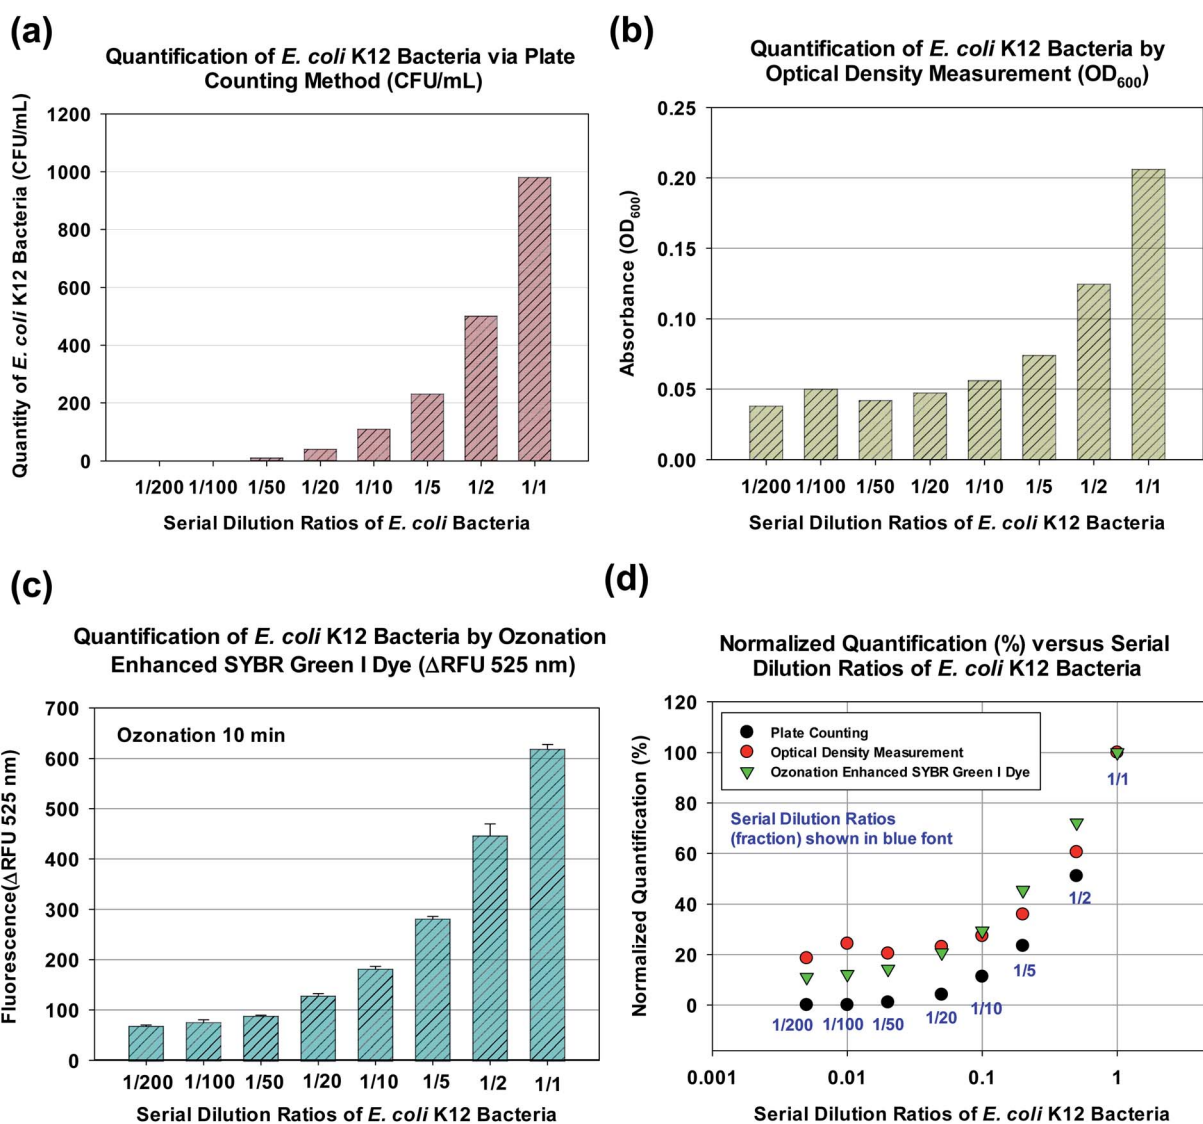 (a)
Quantification of E. coli K12 Bacteria via Plate
Counting Method (CFU/mL)
Quantity of E. coli K12 Bacteria (CFU/mL)
1200
1000
800
600
400
200
0
1/200 1/100 1/50 1/20 1/10 1/5 1/2 1/1
Serial Dilution Ratios of E. coli Bacteria
(b)
Quantification of E. coli K12 Bacteria by
Optical Density Measurement (OD600)
Absorbance (OD600)
0.25
0.20
0.15
0.10
0.05
0.00
1/200 1/100 1/50 1/20 1/10 1/5 1/2 1/1
Serial Dilution Ratios of E. coli K12 Bacteria
(c)
Quantification of E. coli K12 Bacteria by Ozonation
Enhanced SYBR Green I Dye (ΔRFU 525 nm)
Fluorescence(ΔRFU 525 nm)
700
600
500
400
300
200
100
0
Ozonation 10 min
1/200 1/100 1/50 1/20 1/10 1/5 1/2 1/1
Serial Dilution Ratios of E. coli K12 Bacteria
(d)
Normalized Quantification (%) versus Serial
Dilution Ratios of E. coli K12 Bacteria
Normalized Quantification (%)
120
100
80
60
40
20
0
Plate Counting
Optical Density Measurement
Ozonation Enhanced SYBR Green I Dye
Serial Dilution Ratios
(fraction) shown in blue font
1/1
1/2
1/5
1/10
1/20
1/50
1/100
1/200
0.001 0.01 0.1 1
Serial Dilution Ratios of E. coli K12 Bacteria